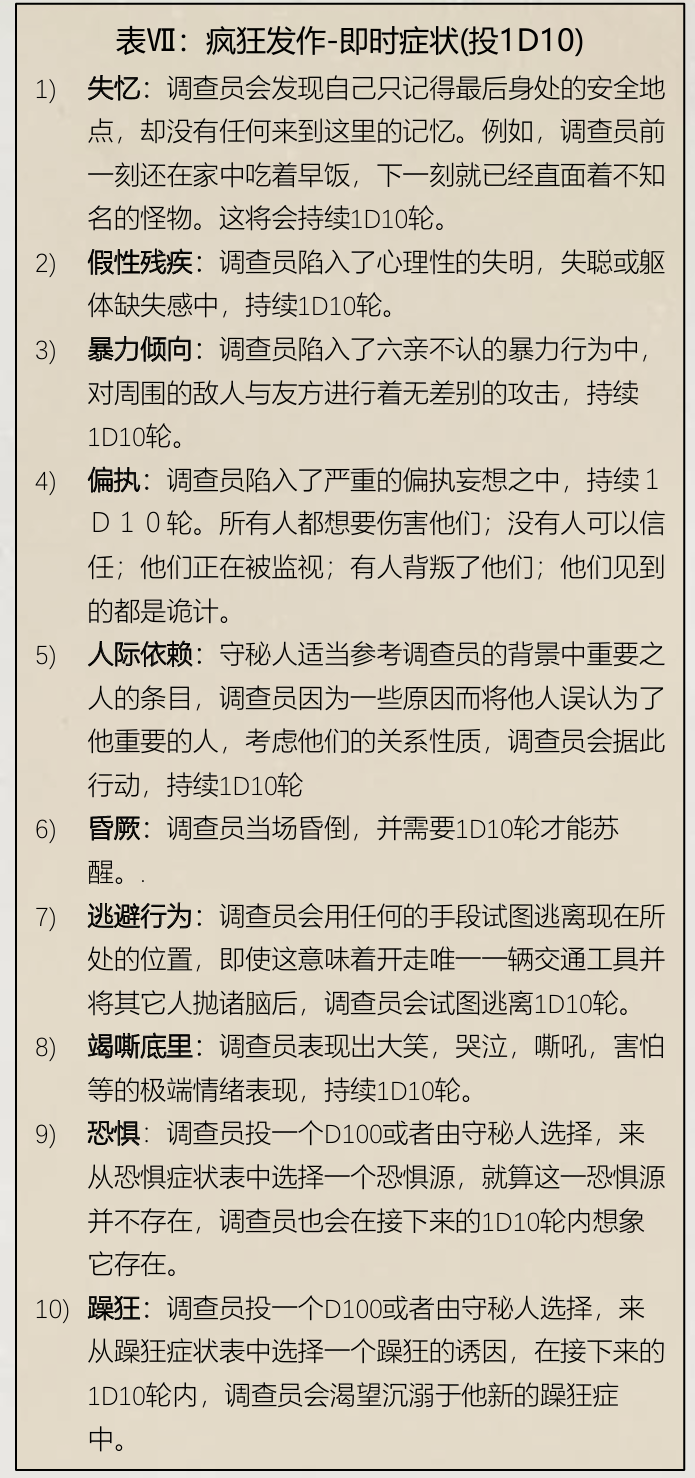 表Ⅶ：疯狂发作-即时症状(投1D10)
1) 失忆：调查员会发现自己只记得最后身处的安全地
点，却没有任何来到这里的记忆。例如，调查员前
一刻还在家中吃着早饭，下一刻就已经直面着不知
名的怪物。这将会持续1D10轮。
2) 假性残疾：调查员陷入了心理性的失明，失聪或躯
体缺失感中，持续1D10轮。
3) 暴力倾向：调查员陷入了六亲不认的暴力行为中，
对周围的敌人与友方进行着无差别的攻击，持续
1D10轮。
4) 偏执：调查员陷入了严重的偏执妄想之中，持续１
Ｄ１０轮。所有人都想要伤害他们；没有人可以信
任；他们正在被监视；有人背叛了他们；他们见到
的都是诡计。
5) 人际依赖：守秘人适当参考调查员的背景中重要之
人的条目，调查员因为一些原因而将他人误认为了
他重要的人，考虑他们的关系性质，调查员会据此
行动，持续1D10轮
6) 昏厥：调查员当场昏倒，并需要1D10轮才能苏
醒。.
7) 逃避行为：调查员会用任何的手段试图逃离现在所
处的位置，即使这意味着开走唯一一辆交通工具并
将其它人抛诸脑后，调查员会试图逃离1D10轮。
8) 竭嘶底里：调查员表现出大笑，哭泣，嘶吼，害怕
等的极端情绪表现，持续1D10轮。
9) 恐惧：调查员投一个D100或者由守秘人选择，来
从恐惧症状表中选择一个恐惧源，就算这一恐惧源
并不存在，调查员也会在接下来的1D10轮内想象
它存在。
10) 躁狂：调查员投一个D100或者由守秘人选择，来
从躁狂症状表中选择一个躁狂的诱因，在接下来的
1D10轮内，调查员会渴望沉溺于他新的躁狂症
中。